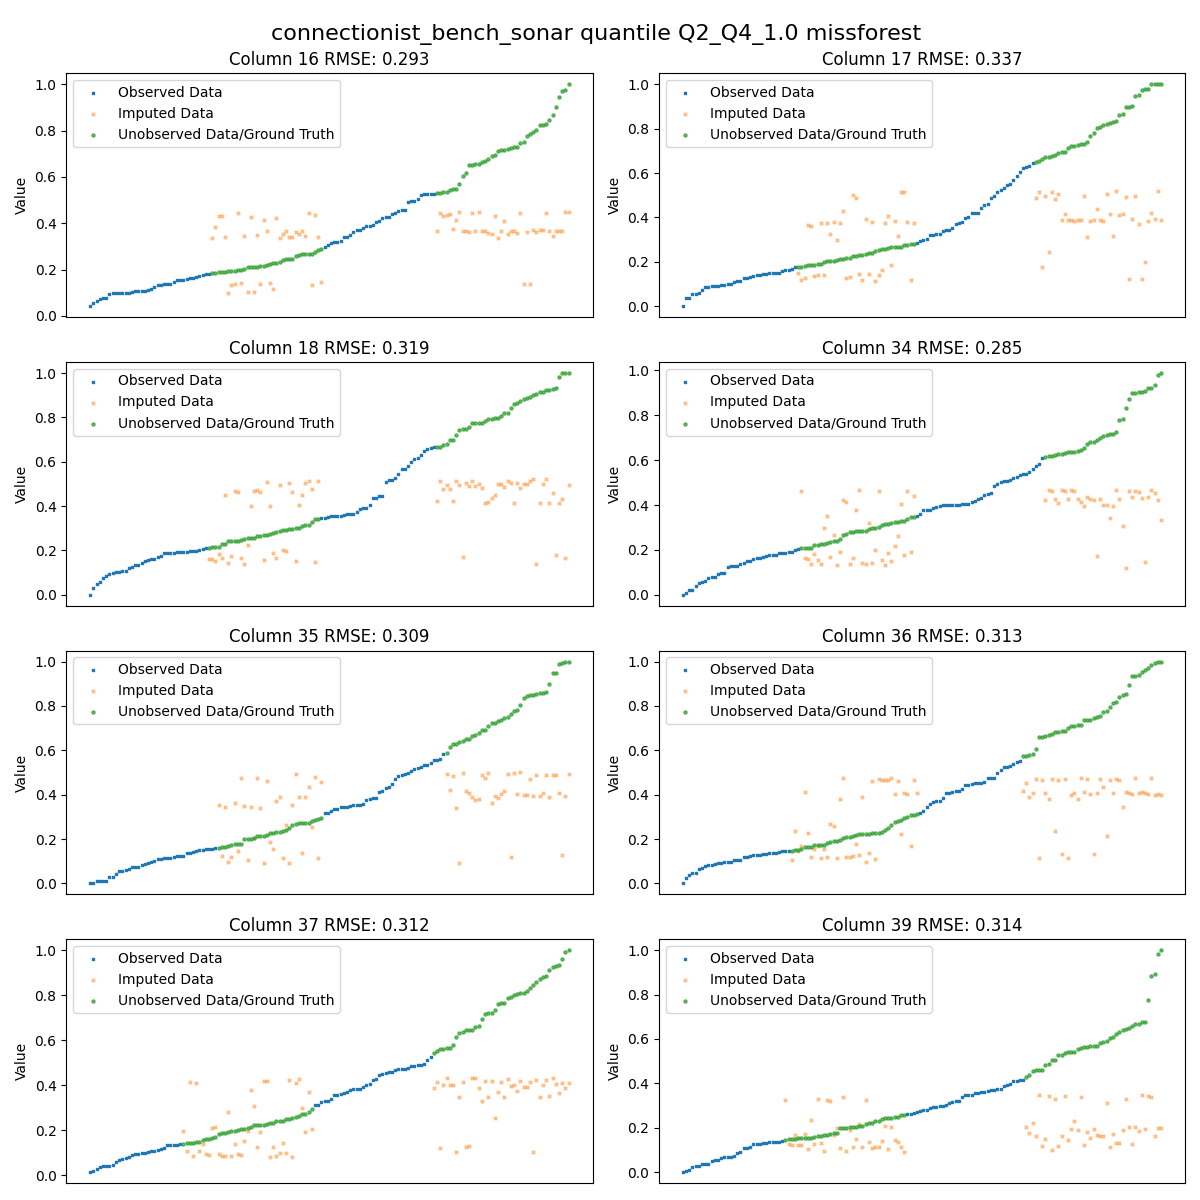 connectionist_bench_sonar quantile Q2_Q4_1.0 missforest
Column 16 RMSE: 0.293
Value
1.0
0.8
0.6
0.4
0.2
0.0
Observed Data
Imputed Data
Unobserved Data/Ground Truth
Column 17 RMSE: 0.337
Value
1.0
0.8
0.6
0.4
0.2
0.0
Observed Data
Imputed Data
Unobserved Data/Ground Truth
Column 18 RMSE: 0.319
Value
1.0
0.8
0.6
0.4
0.2
0.0
Observed Data
Imputed Data
Unobserved Data/Ground Truth
Column 34 RMSE: 0.285
Value
1.0
0.8
0.6
0.4
0.2
0.0
Observed Data
Imputed Data
Unobserved Data/Ground Truth
Column 35 RMSE: 0.309
Value
1.0
0.8
0.6
0.4
0.2
0.0
Observed Data
Imputed Data
Unobserved Data/Ground Truth
Column 36 RMSE: 0.313
Value
1.0
0.8
0.6
0.4
0.2
0.0
Observed Data
Imputed Data
Unobserved Data/Ground Truth
Column 37 RMSE: 0.312
Value
1.0
0.8
0.6
0.4
0.2
0.0
Observed Data
Imputed Data
Unobserved Data/Ground Truth
Column 39 RMSE: 0.314
Value
1.0
0.8
0.6
0.4
0.2
0.0
Observed Data
Imputed Data
Unobserved Data/Ground Truth